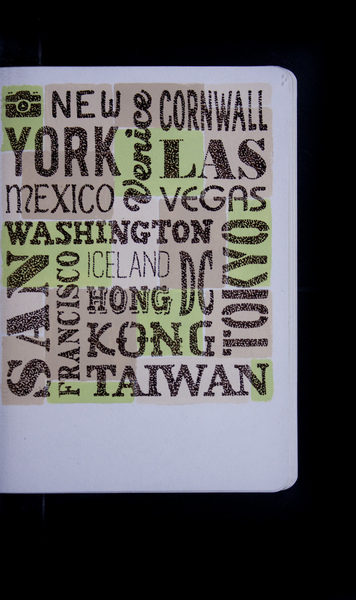 NEW
YORK
Venice
CORNWALL
LAS
VEGAS
MEXICO
WASHINGTON
DC
ICELAND
TOKYO
SAN
FRANCISCO
HONG
KONG
TAIWAN